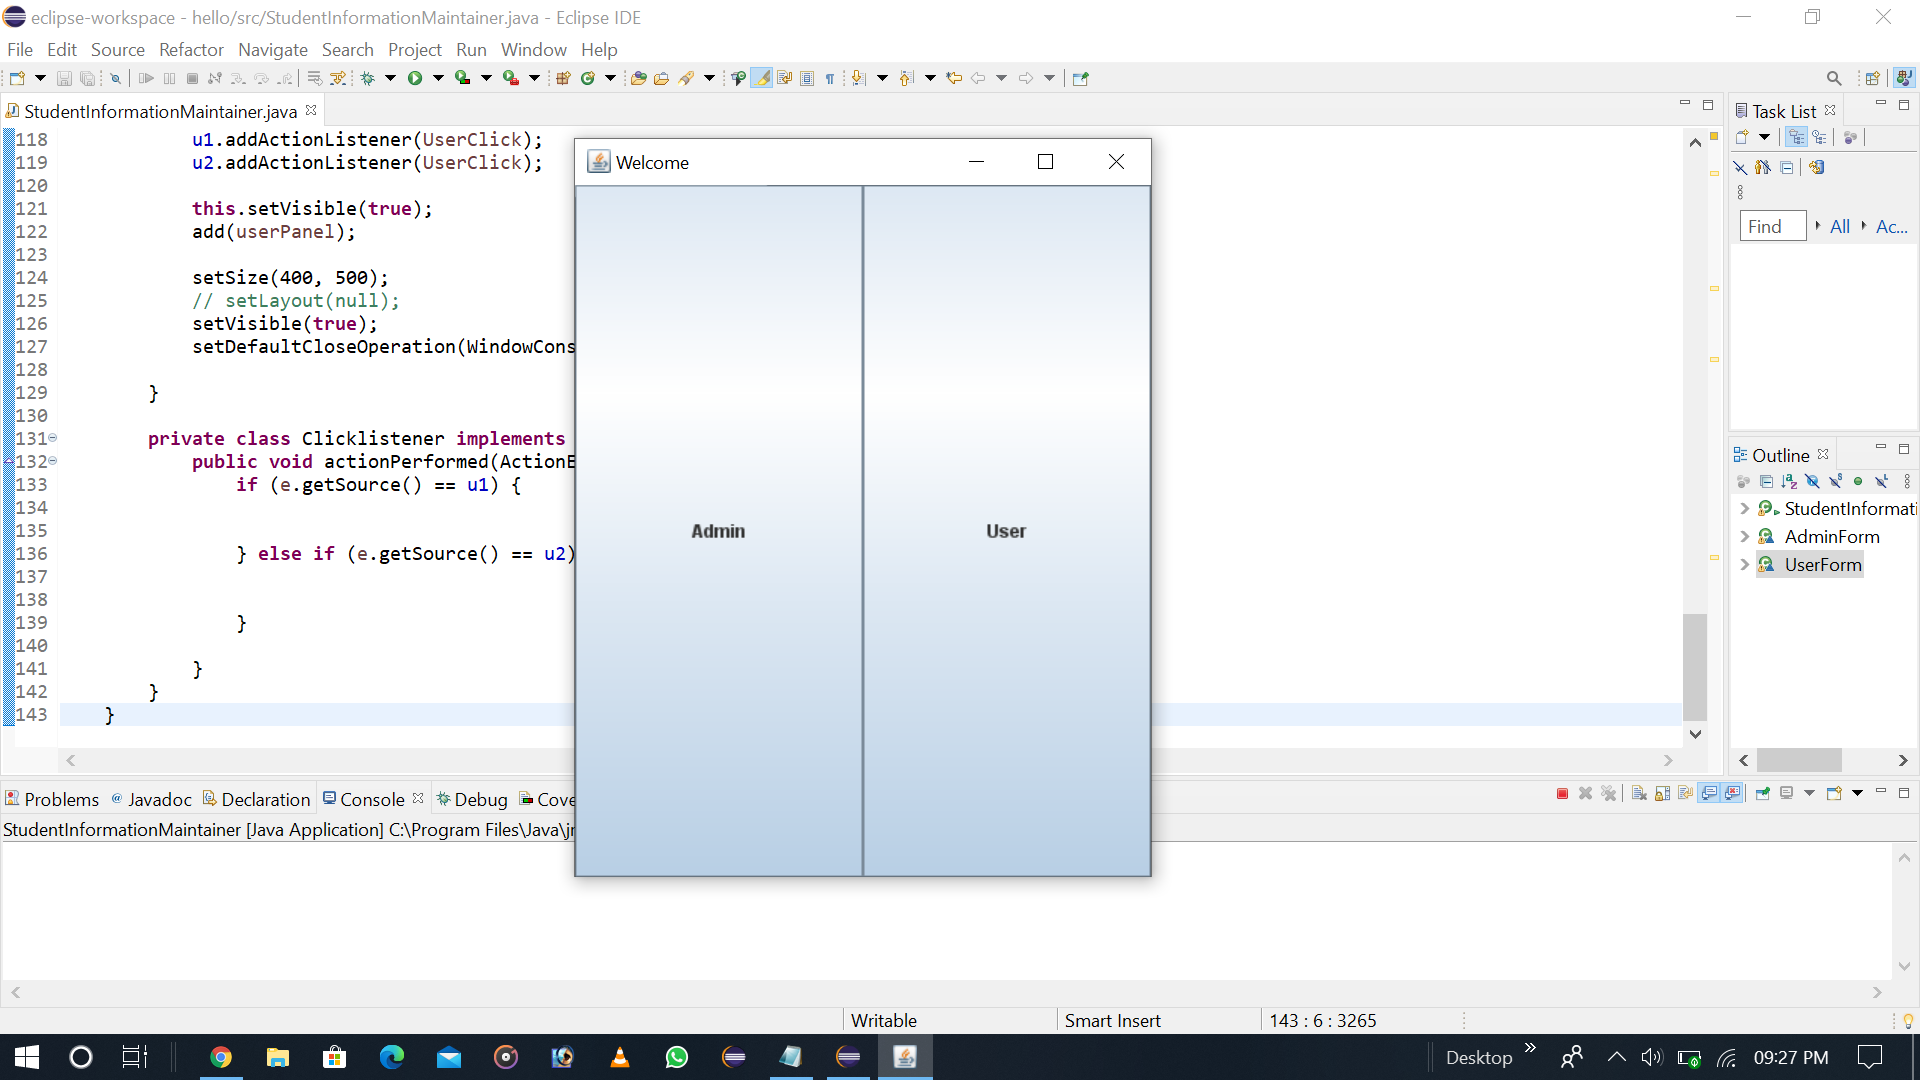 eclipse-workspace - hello/src/StudentInformationMaintainer.java - Eclipse IDE
File Edit Source Refactor Navigate Search Project Run Window Help
StudentInformationMaintainer.java
118 u1.addActionListener(UserClick);
119 u2.addActionListener(UserClick);
120
121 this.setVisible(true);
122 add(userPanel);
123
124 setSize(400, 500);
125 // setLayout(null);
126 setVisible(true);
127 setDefaultCloseOperation(WindowCons
128
129 }
130
131 private class Clicklistener implements
132 public void actionPerformed(ActionE
133 if (e.getSource() == u1) {
134
135
136 } else if (e.getSource() == u2)
137
138
139 }
140
141 }
142 }
143 }
Welcome
Admin
User
Task List
Find All Ac...
Outline
StudentInformati
AdminForm
UserForm
Problems Javadoc Declaration Console Debug Cove
StudentInformationMaintainer [Java Application] C:\Program Files\Java\jr
Writable Smart Insert 143 : 6 : 3265
Desktop 09:27 PM